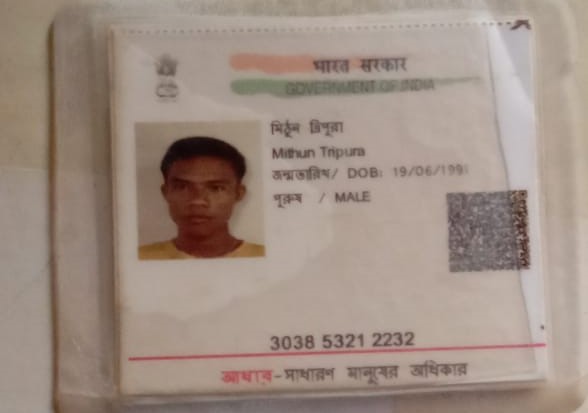 भारत सरकार
GOVERNMENT OF INDIA
মিঠুন ত্রিপুরা
Mithun Tripura
জন্মতারিখ/ DOB: 19/06/199
পুরুষ / MALE
3038 5321 2232
আধাৰ-সাধারণ মানুষের অধিকার